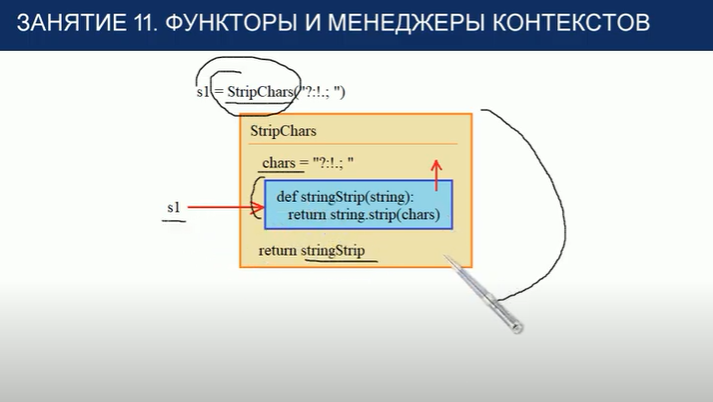 ЗАНЯТИЕ 11. ФУНКТОРЫ И МЕНЕДЖЕРЫ КОНТЕКСТОВ
s1 = StripChars("?:!.; ")
StripChars
chars = "?:!.; "
def stringStrip(string):
return string.strip(chars)
s1
return stringStrip